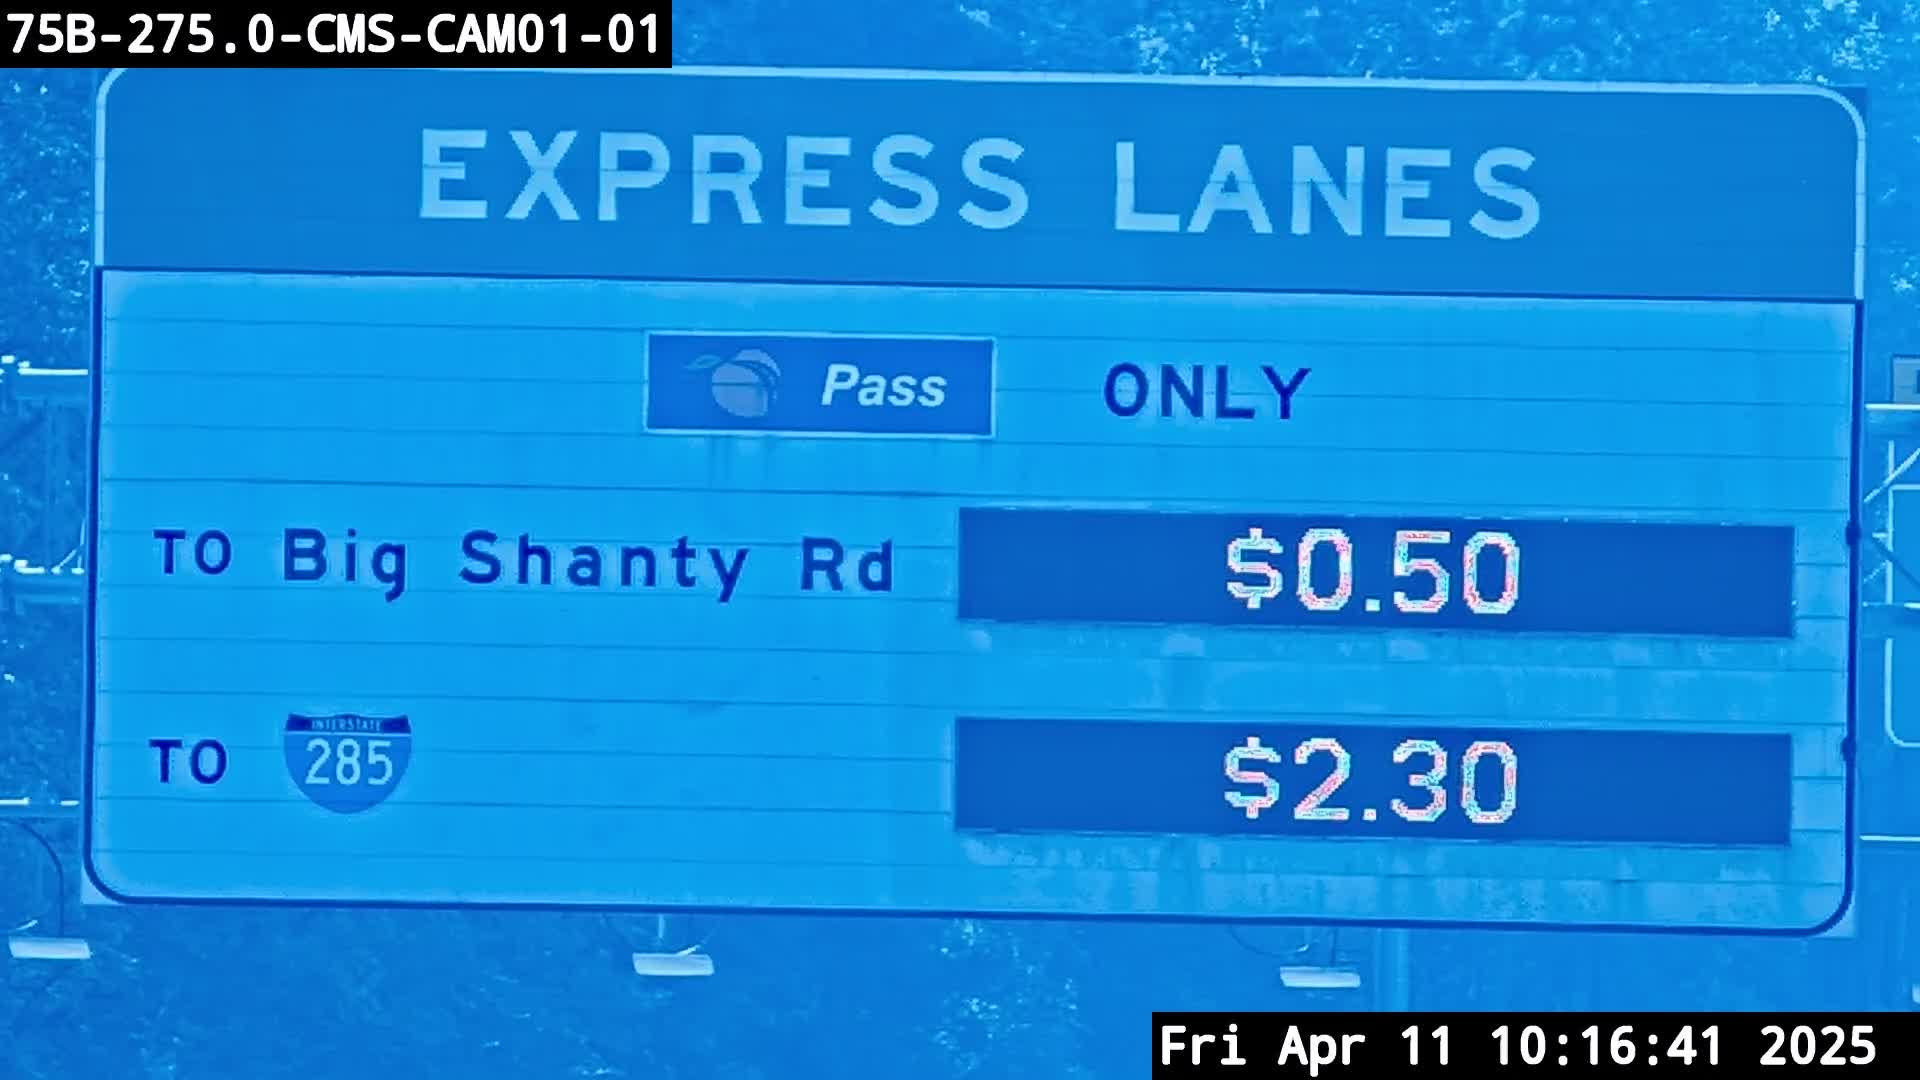 75B-275.0-CMS-CAM01-01
EXPRESS LANES
Pass ONLY
TO Big Shanty Rd $0.50
INTERSTATE
TO 285 $2.30
Fri Apr 11 10:16:41 2025